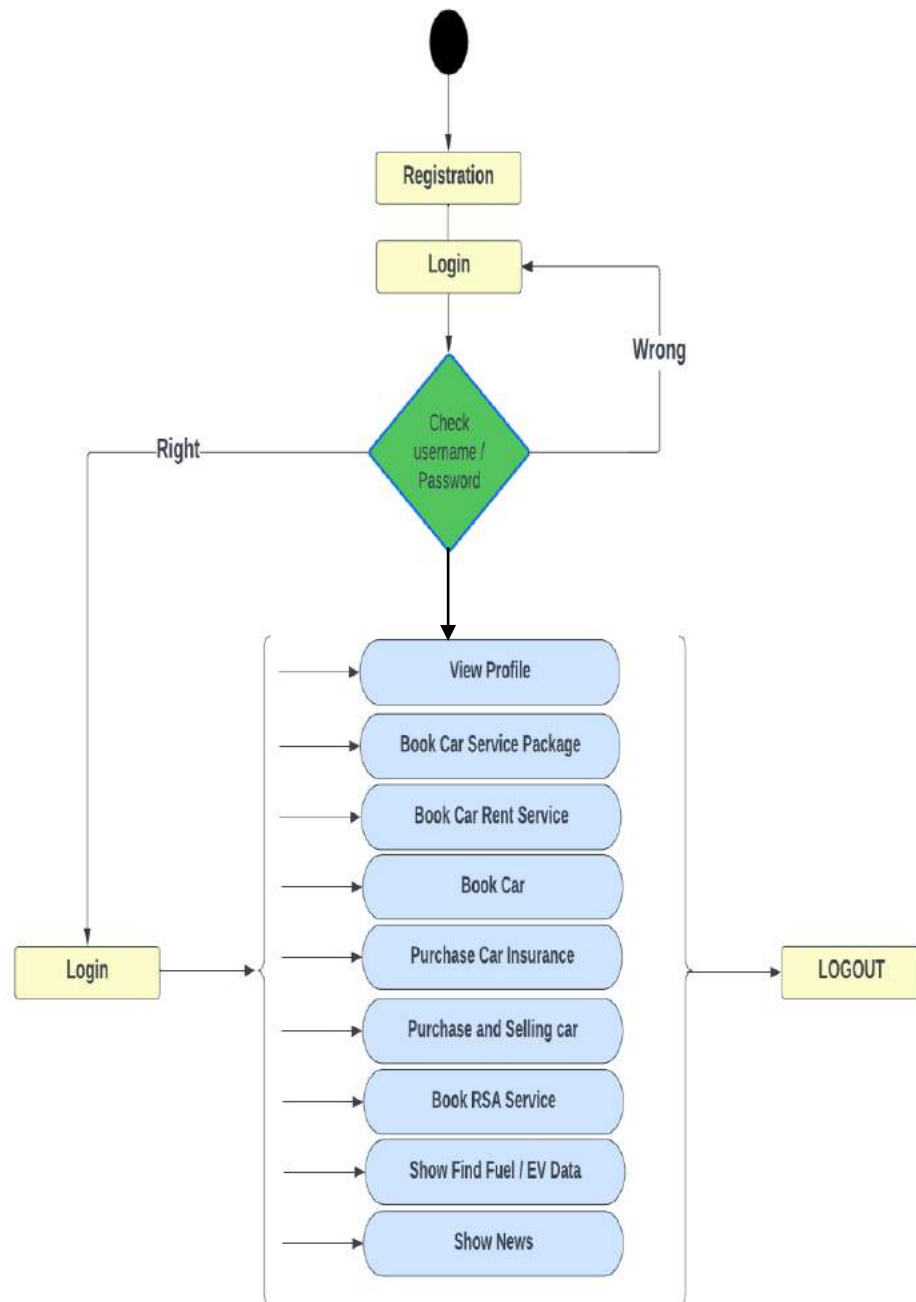 Registration
Login
Wrong
Right
Check
username /
Password
View Profile
Book Car Service Package
Book Car Rent Service
Book Car
Purchase Car Insurance
Login
LOGOUT
Purchase and Selling car
Book RSA Service
Show Find Fuel / EV Data
Show News